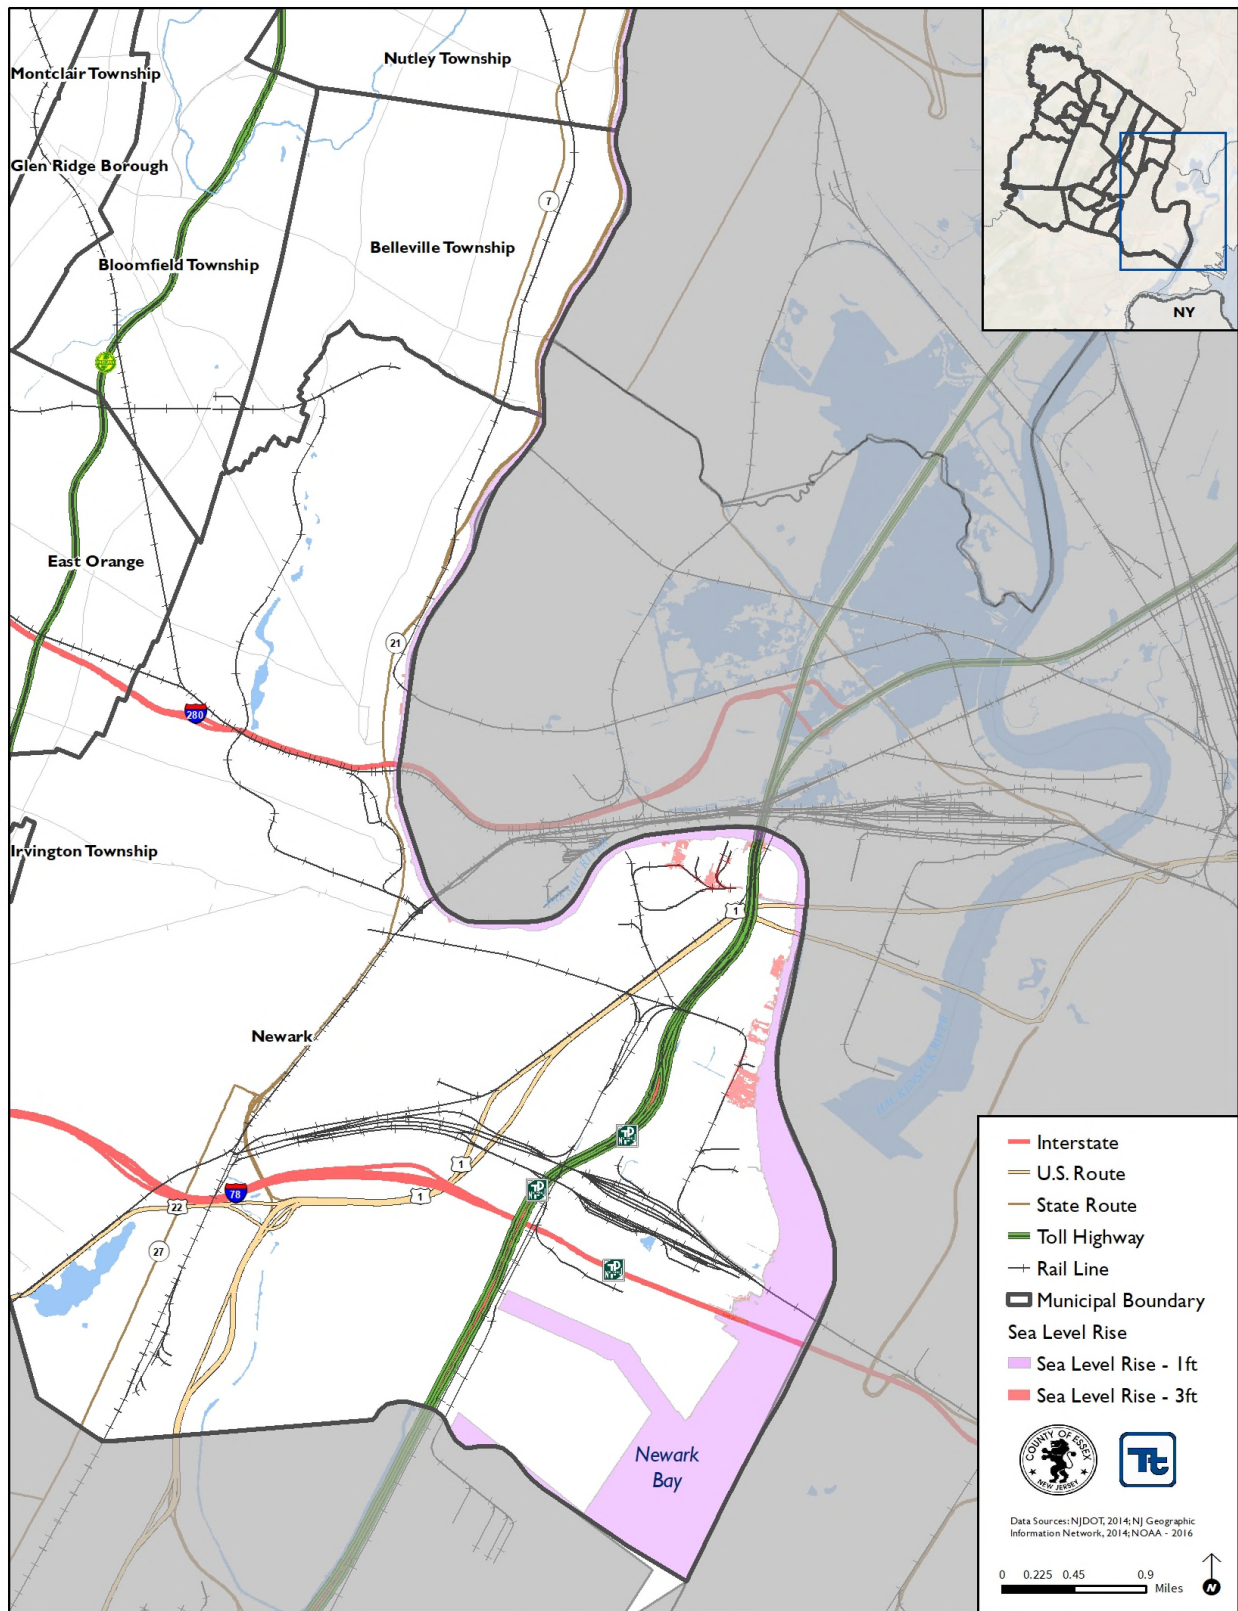 Nutley Township
Montclair Township
Glen Ridge Borough
7
Belleville Township
Bloomfield Township
NY
East Orange
21
280
Irvington Township
1
HACKENSACK RIVER
Newark
1
78
1
22
27
Newark
Bay
Interstate
U.S. Route
State Route
Toll Highway
Rail Line
Municipal Boundary
Sea Level Rise
Sea Level Rise - 1ft
Sea Level Rise - 3ft
COUNTY OF ESSEX
NEW JERSEY
Tt
Data Sources: NJDOT, 2014; NJ Geographic
Information Network, 2014; NOAA - 2016
0 0.225 0.45 0.9
Miles
N